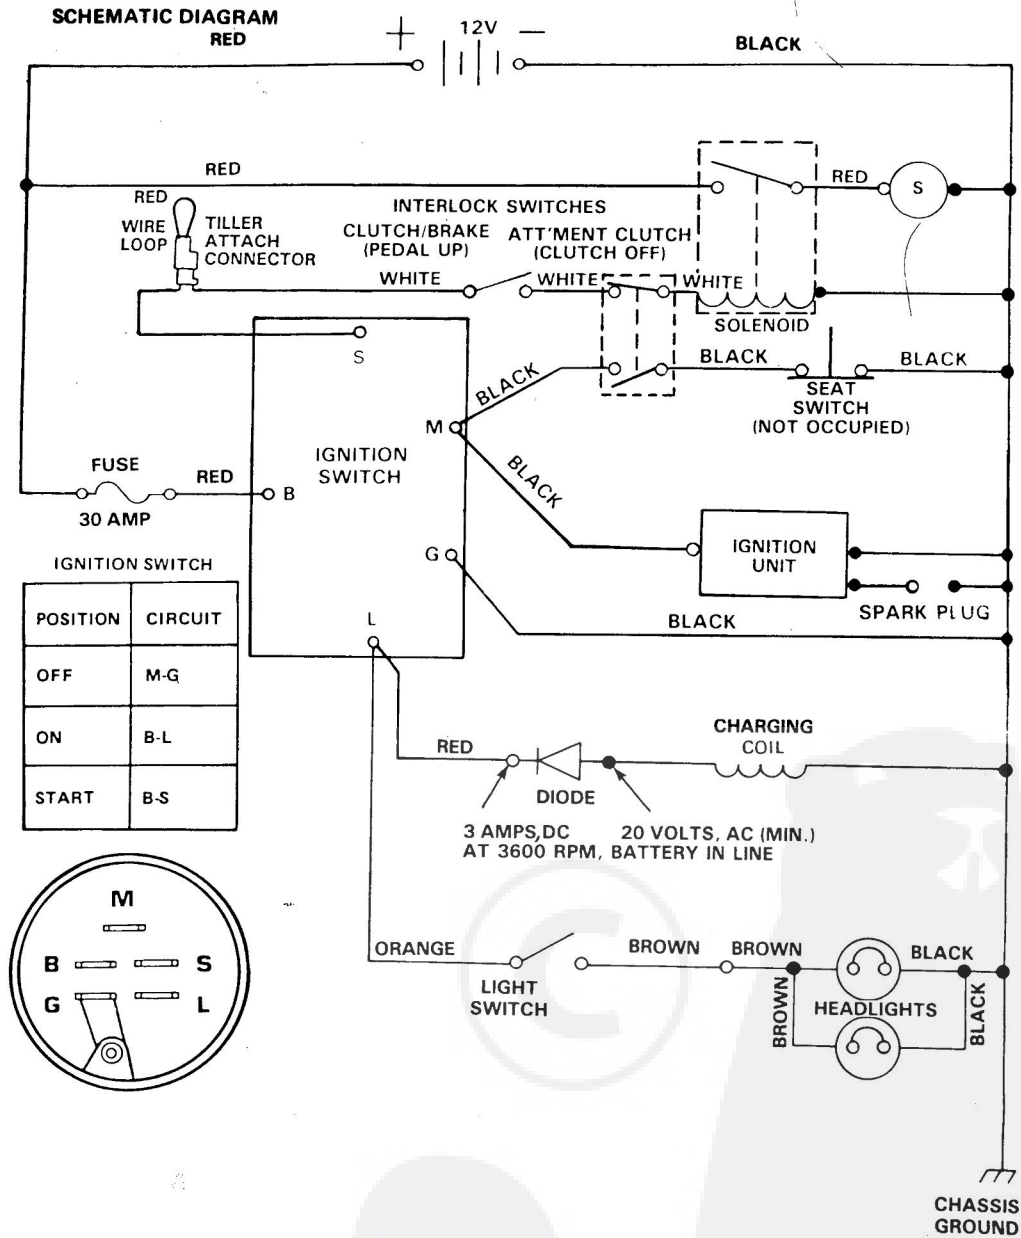 SCHEMATIC DIAGRAM
RED
+
12V
−
BLACK
RED
RED
S
RED
WIRE
LOOP
TILLER
ATTACH
CONNECTOR
INTERLOCK SWITCHES
CLUTCH/BRAKE
(PEDAL UP)
ATT'MENT CLUTCH
(CLUTCH OFF)
WHITE
WHITE
WHITE
SOLENOID
S
BLACK
BLACK
BLACK
SEAT
SWITCH
(NOT OCCUPIED)
M
IGNITION
SWITCH
BLACK
FUSE
RED
B
30 AMP
G
IGNITION
UNIT
SPARK PLUG
BLACK
L
IGNITION SWITCH
POSITION CIRCUIT
OFF M-G
ON B-L
START B-S
RED
DIODE
CHARGING
COIL
3 AMPS,DC 20 VOLTS, AC (MIN.)
AT 3600 RPM, BATTERY IN LINE
M
B S
G L
ORANGE
LIGHT
SWITCH
BROWN
BROWN
BLACK
BROWN
HEADLIGHTS
BLACK
CHASSIS
GROUND
©